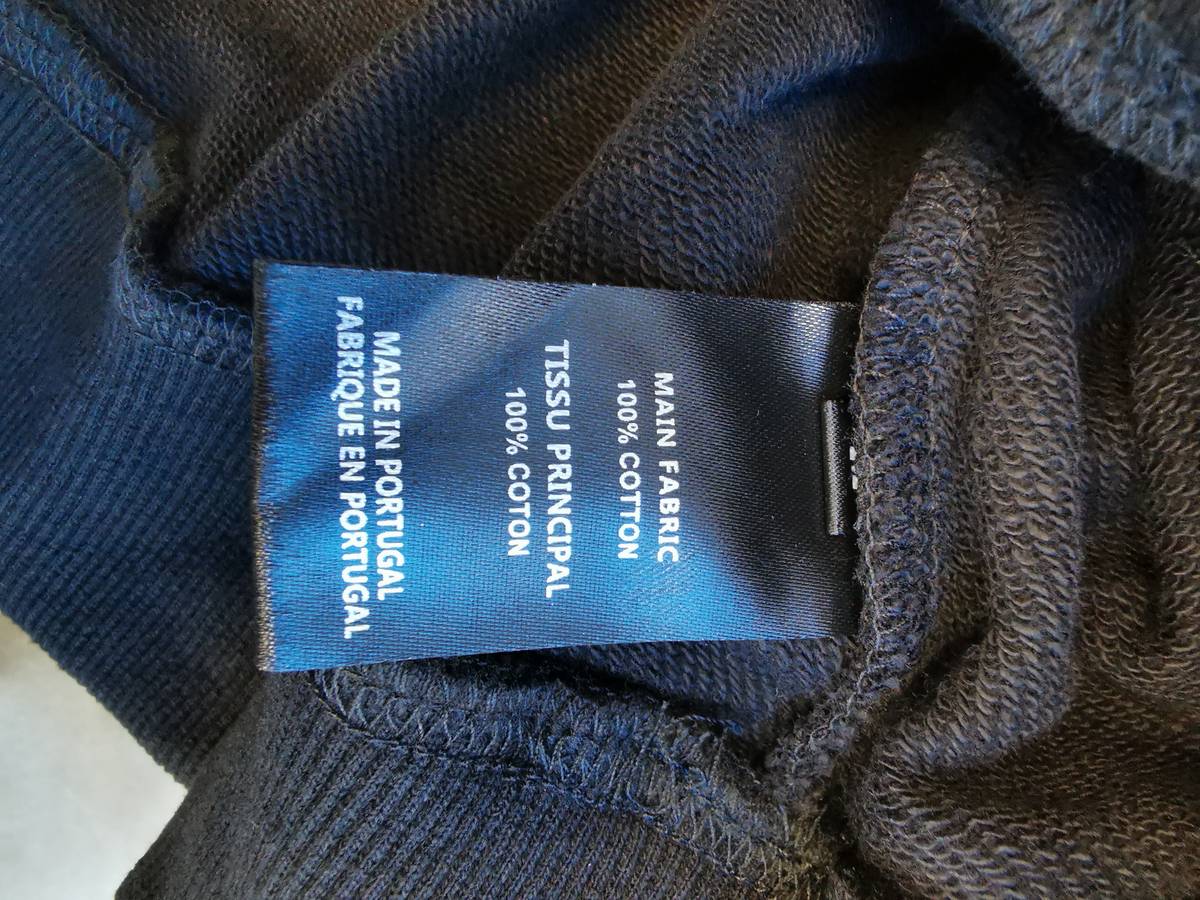 MAIN FABRIC
100% COTTON
TISSU PRINCIPAL
100% COTON
MADE IN PORTUGAL
FABRIQUE EN PORTUGAL